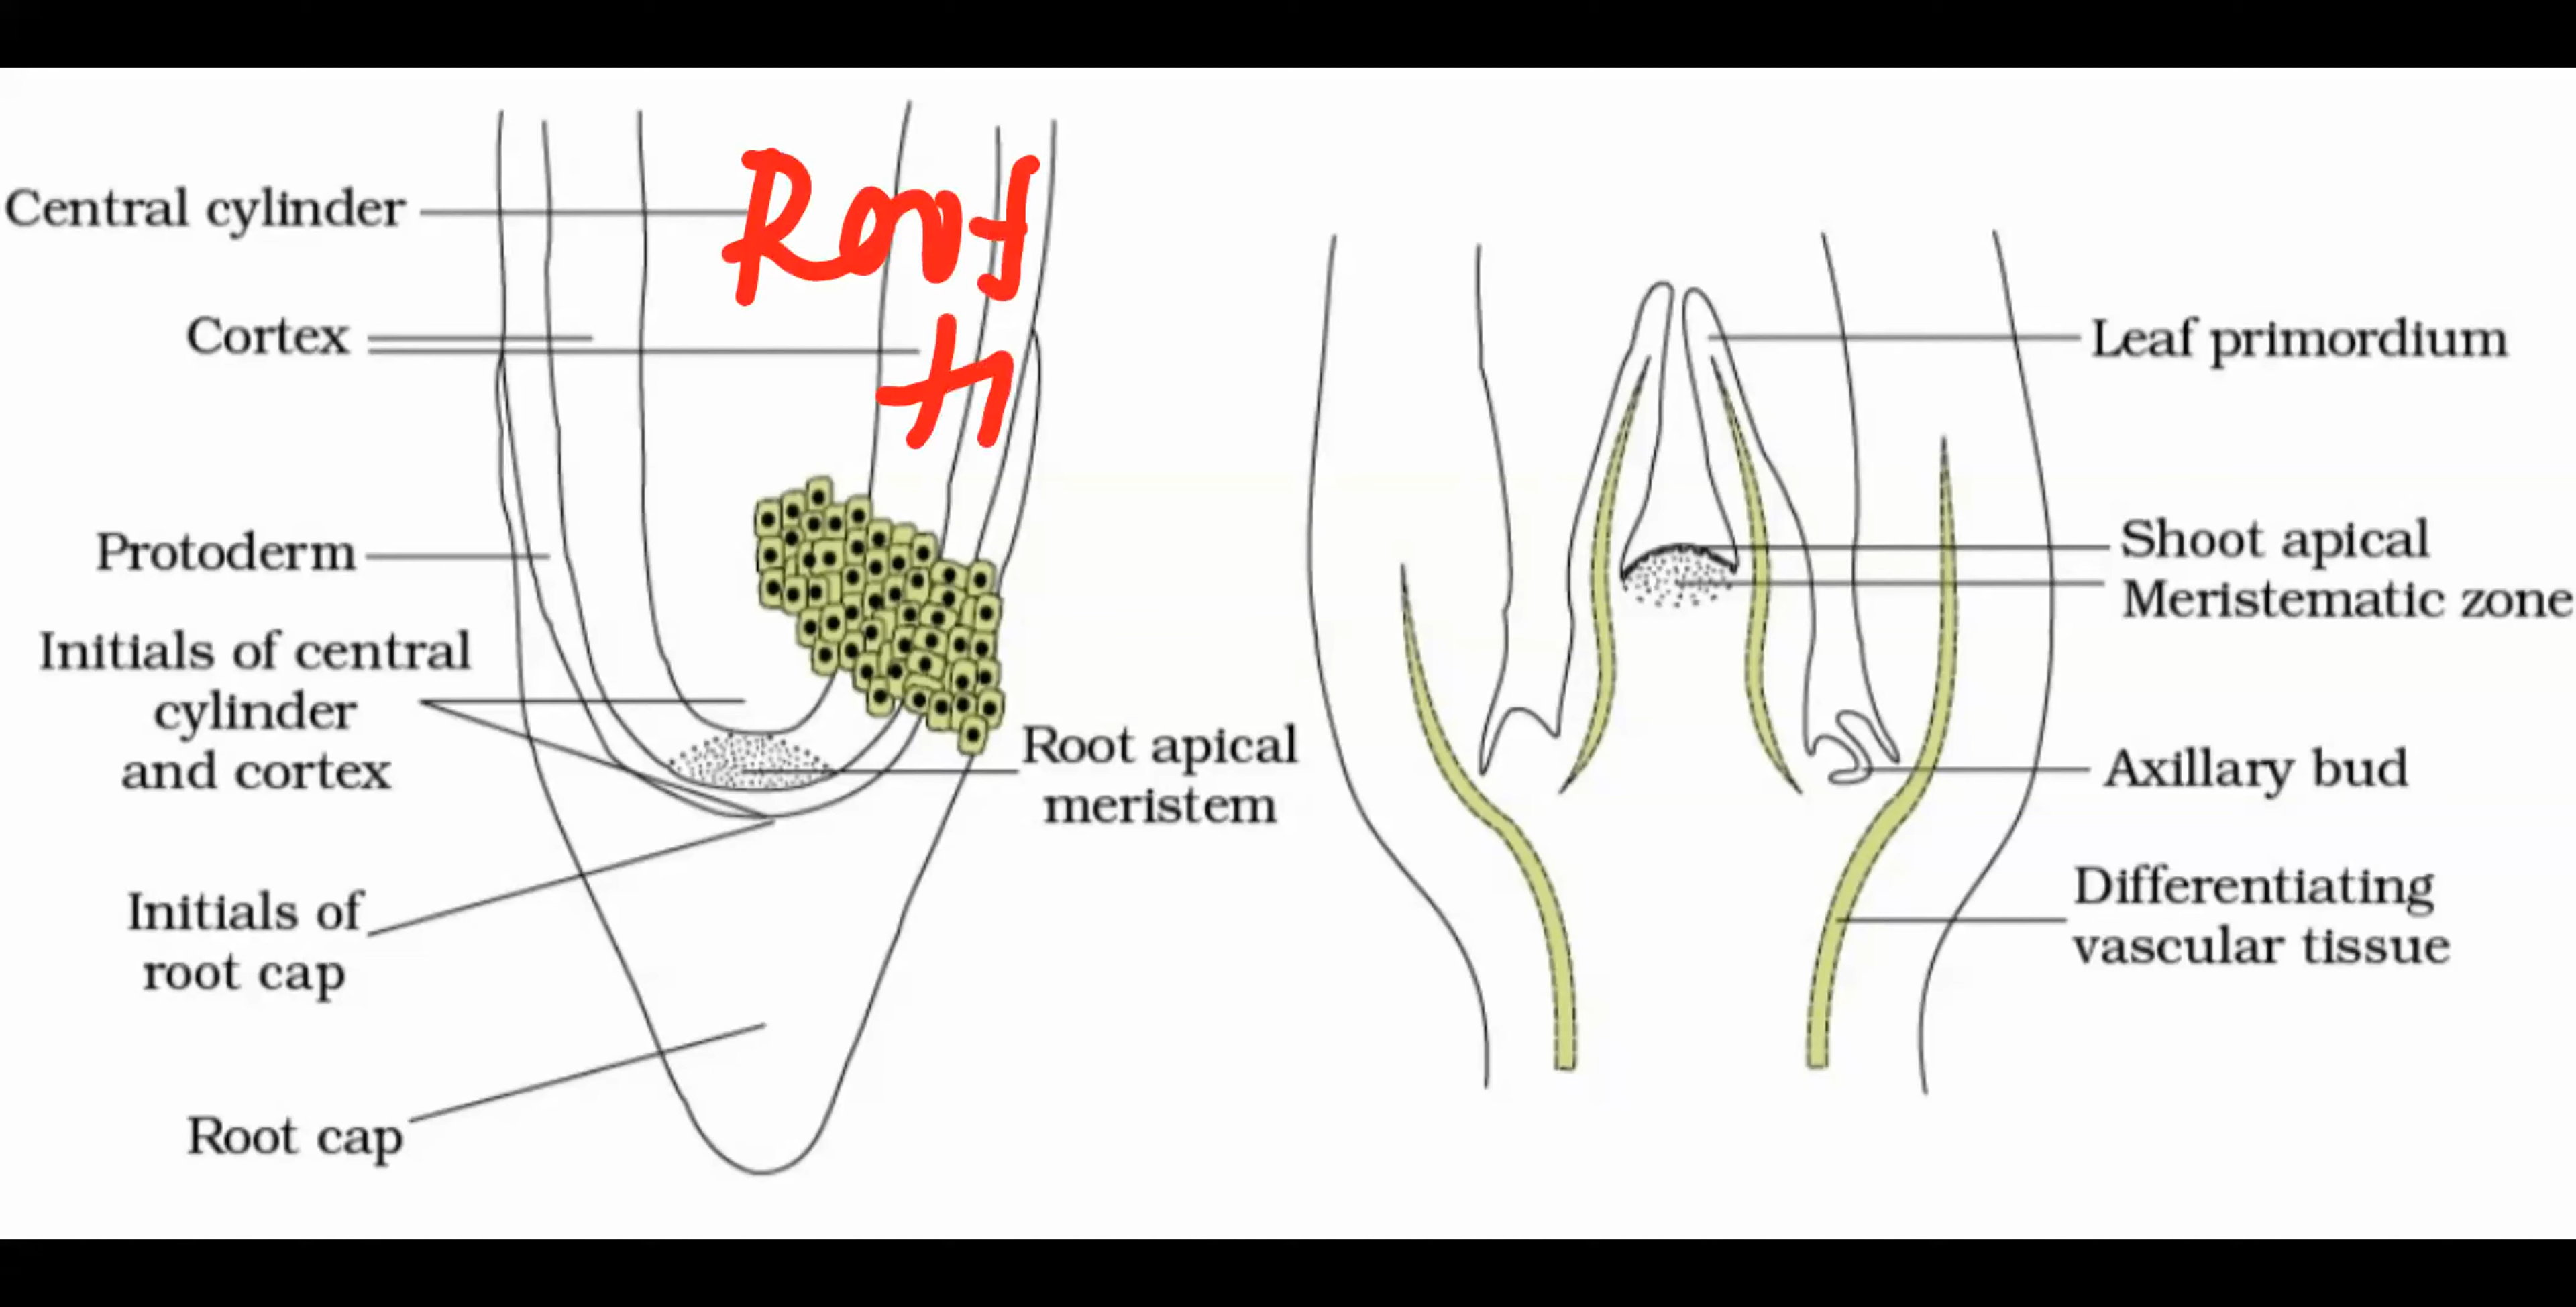 Central cylinder
Cortex
Protoderm
Initials of central
cylinder
and cortex
Initials of
root cap
Root cap
Root
Root apical
meristem
Leaf primordium
Shoot apical
Meristematic zone
Axillary bud
Differentiating
vascular tissue